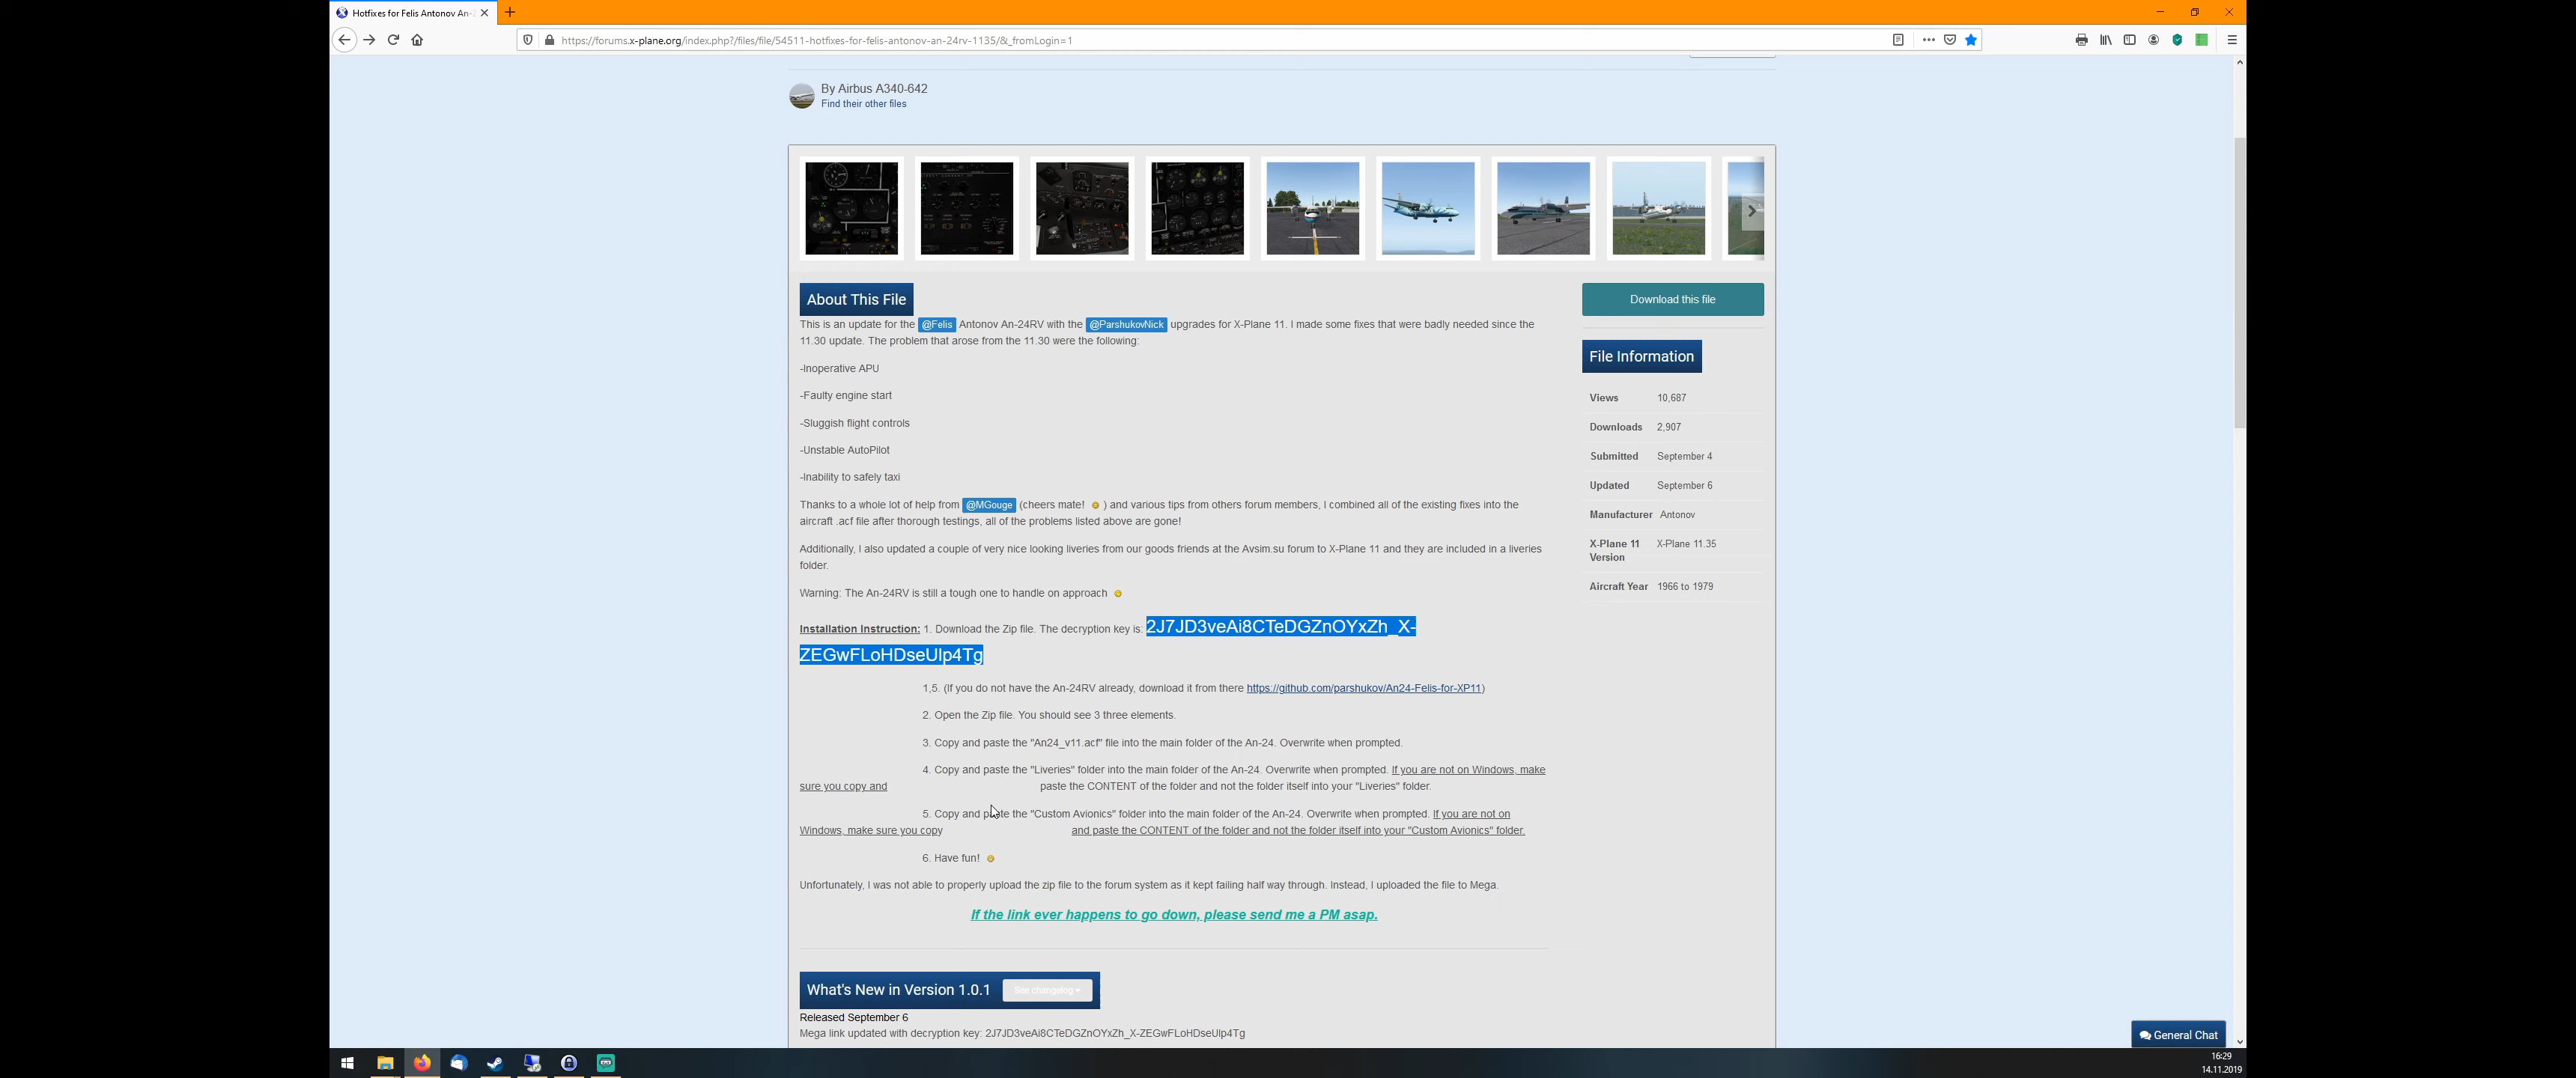 Hotfixes for Felis Antonov An-2
https://forums.x-plane.org/index.php?/files/file/54511-hotfixes-for-felis-antonov-an-24rv-1135/&_fromLogin=1
By Airbus A340-642
Find their other files
About This File
Download this file
This is an update for the @Felis Antonov An-24RV with the @ParshukovNick upgrades for X-Plane 11. I made some fixes that were badly needed since the
11.30 update. The problem that arose from the 11.30 were the following:
-Inoperative APU
-Faulty engine start
-Sluggish flight controls
-Unstable AutoPilot
-Inability to safely taxi
Thanks to a whole lot of help from @MGouge (cheers mate! ) and various tips from others forum members, I combined all of the existing fixes into the
aircraft .acf file after thorough testings, all of the problems listed above are gone!
Additionally, I also updated a couple of very nice looking liveries from our goods friends at the Avsim.su forum to X-Plane 11 and they are included in a liveries
folder.
Warning: The An-24RV is still a tough one to handle on approach
Installation Instruction: 1. Download the Zip file. The decryption key is: 2J7JD3veAi8CTeDGZnOYxZh_X-
ZEGwFLoHDseUlp4Tg
1,5. (If you do not have the An-24RV already, download it from there https://github.com/parshukov/An24-Felis-for-XP11)
2. Open the Zip file. You should see 3 three elements.
3. Copy and paste the "An24_v11.acf" file into the main folder of the An-24. Overwrite when prompted.
4. Copy and paste the "Liveries" folder into the main folder of the An-24. Overwrite when prompted. If you are not on Windows, make
sure you copy and paste the CONTENT of the folder and not the folder itself into your "Liveries" folder.
5. Copy and paste the "Custom Avionics" folder into the main folder of the An-24. Overwrite when prompted. If you are not on
Windows, make sure you copy and paste the CONTENT of the folder and not the folder itself into your "Custom Avionics" folder.
6. Have fun!
Unfortunately, I was not able to properly upload the zip file to the forum system as it kept failing half way through. Instead, I uploaded the file to Mega.
If the link ever happens to go down, please send me a PM asap.
What's New in Version 1.0.1 See changelog
Released September 6
Mega link updated with decryption key: 2J7JD3veAi8CTeDGZnOYxZh_X-ZEGwFLoHDseUlp4Tg
File Information
Views 10,687
Downloads 2,907
Submitted September 4
Updated September 6
Manufacturer Antonov
X-Plane 11 X-Plane 11.35
Version
Aircraft Year 1966 to 1979
General Chat
16:29
14.11.2019